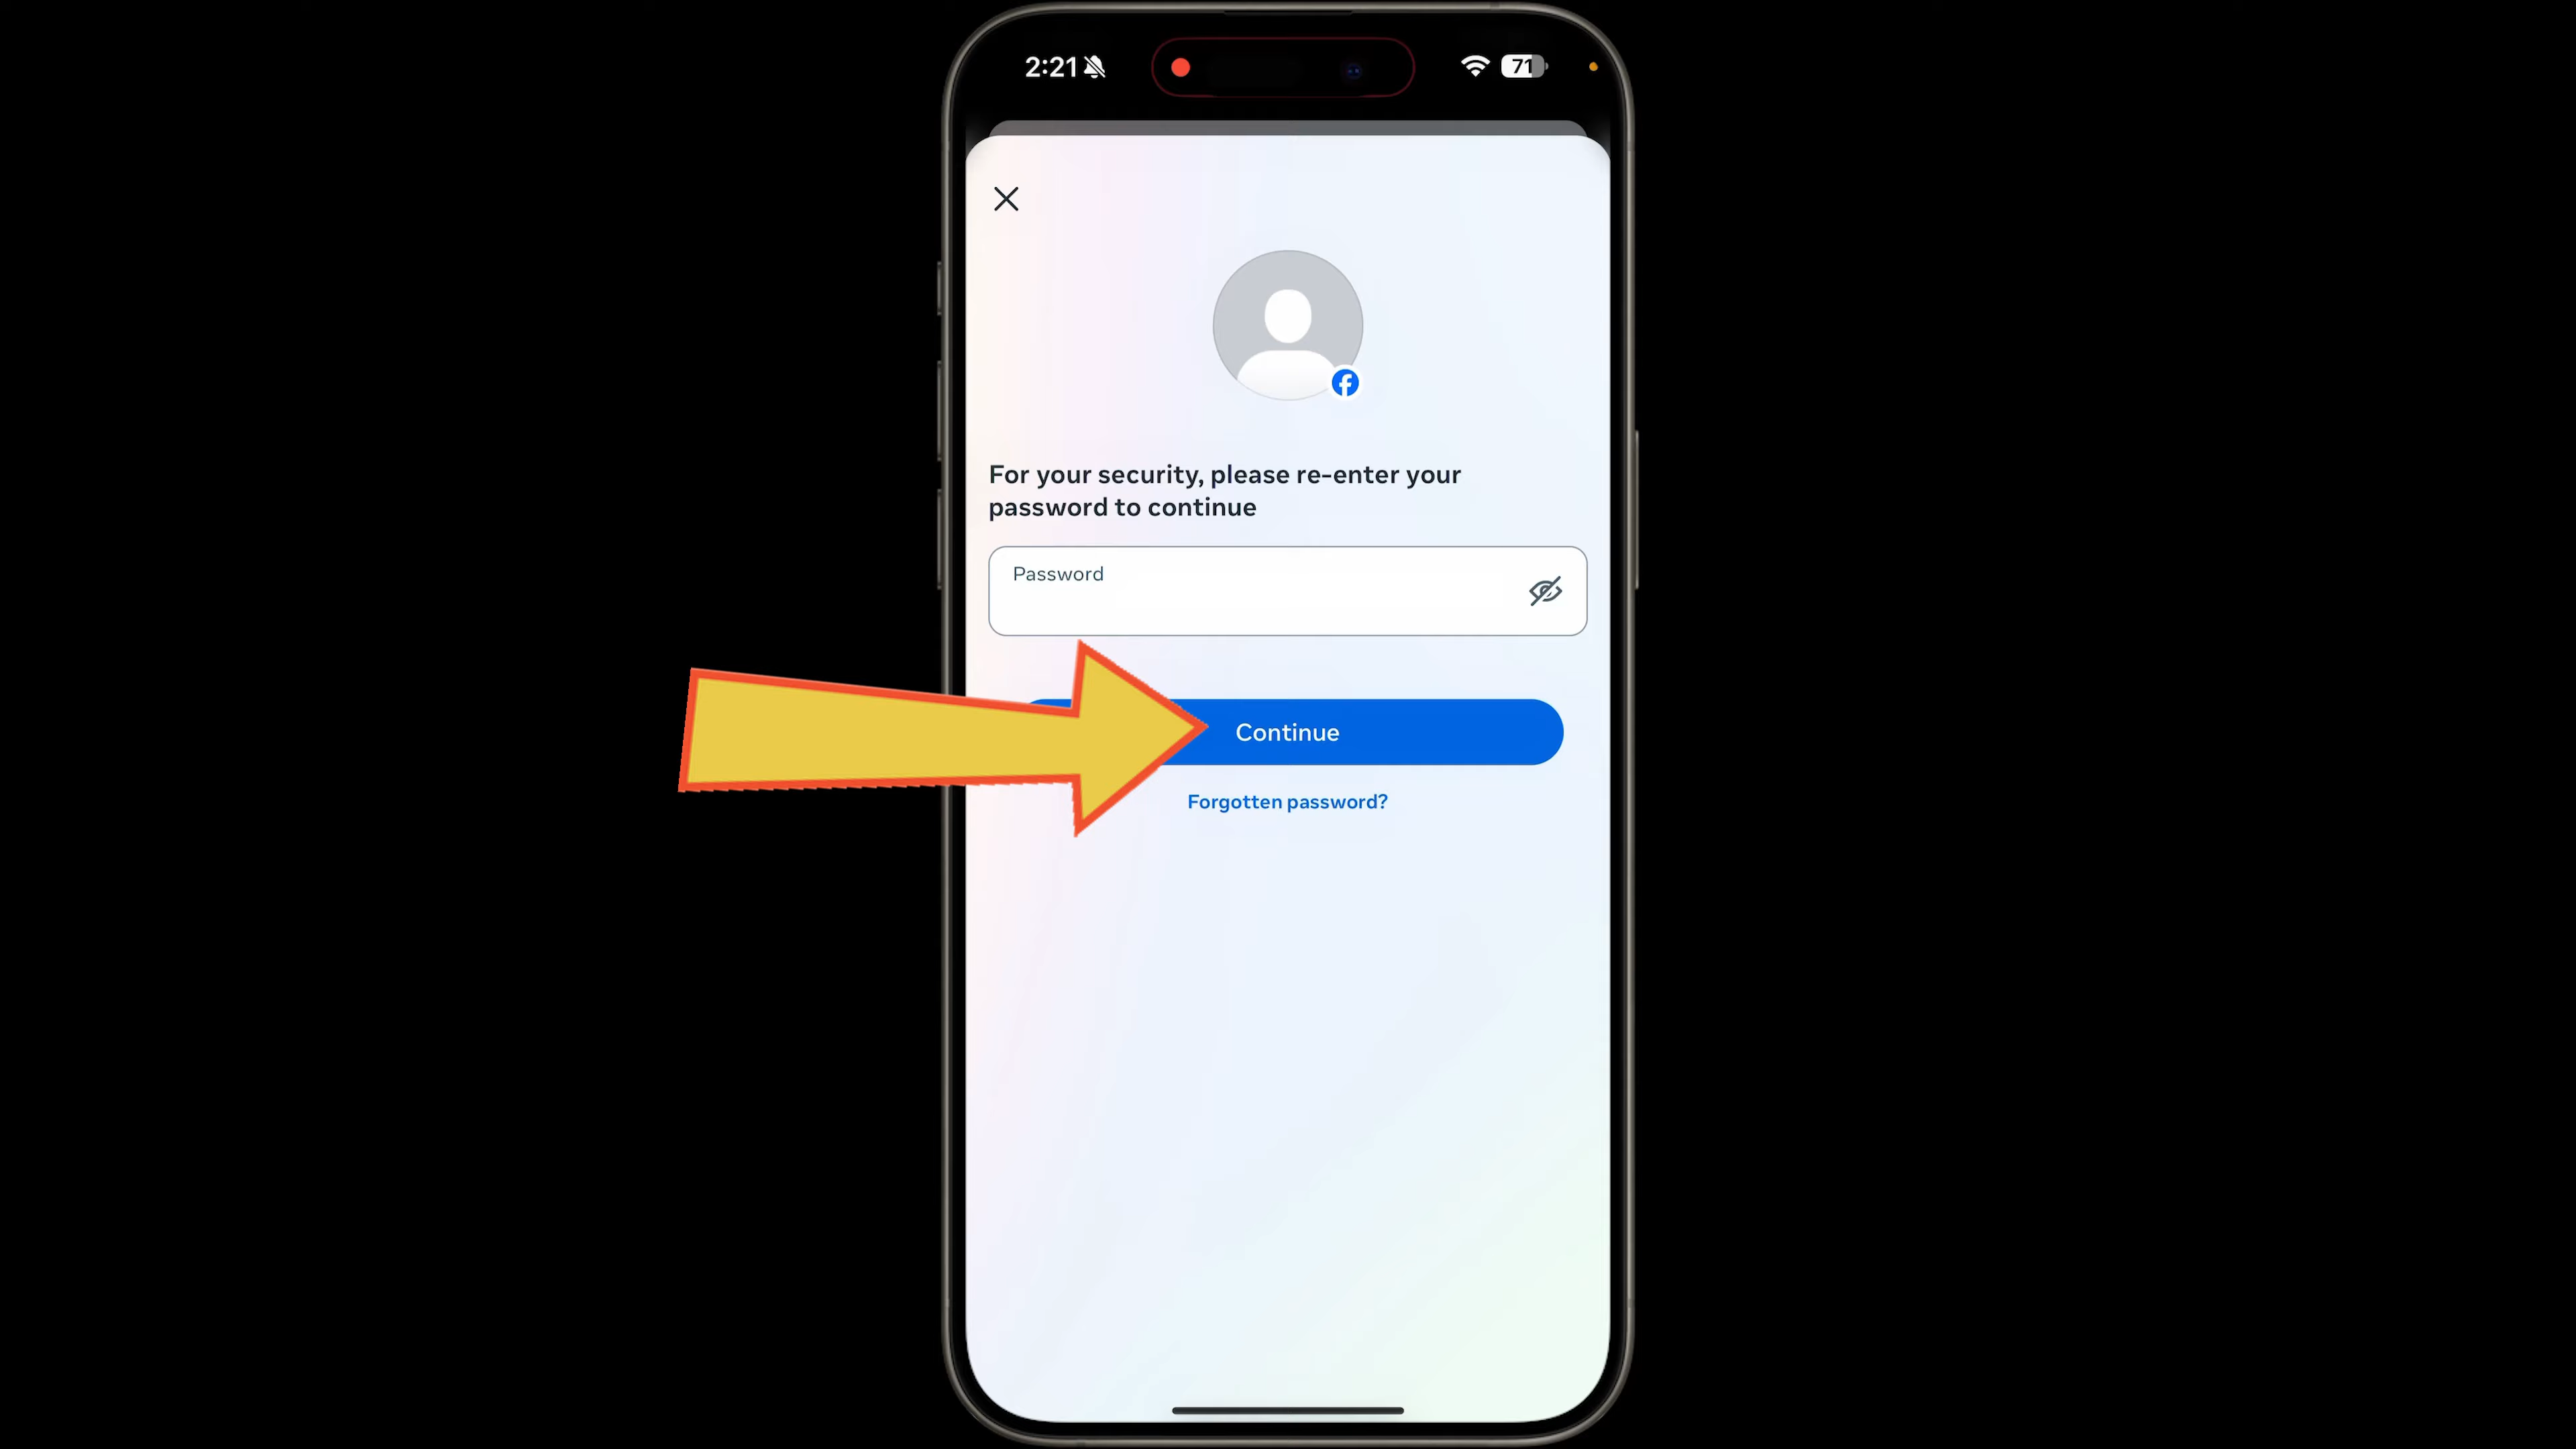 2:21
71
For your security, please re-enter your
password to continue
Password
Continue
Forgotten password?